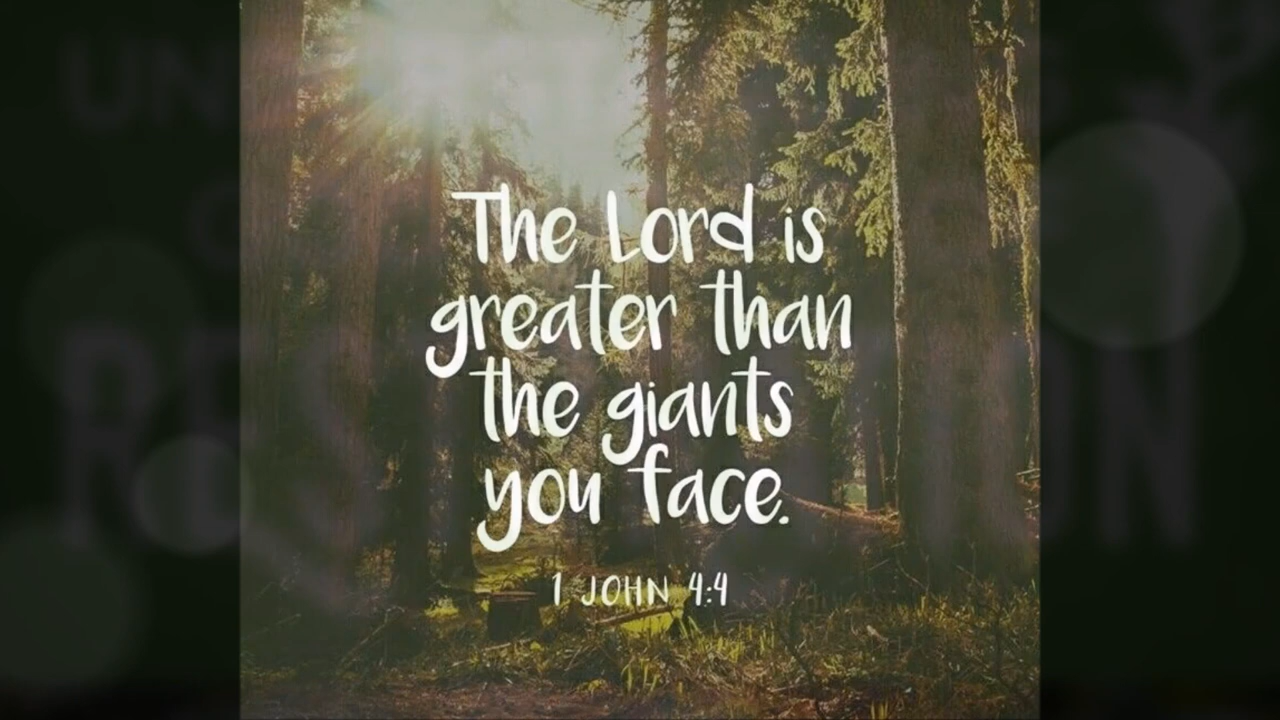 The Lord is
greater than
the giants
you face.
1 JOHN 4:4